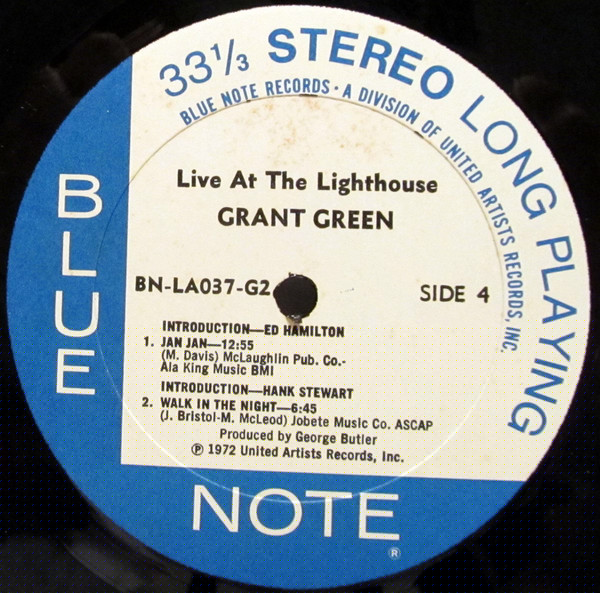 33⅓ STEREO LONG PLAYING
BLUE NOTE RECORDS • A DIVISION OF UNITED ARTISTS RECORDS, INC.
Live At The Lighthouse
GRANT GREEN
BLUE
BN-LA037-G2
SIDE 4
INTRODUCTION—ED HAMILTON
1. JAN JAN—12:55
(M. Davis) McLaughlin Pub. Co.-
Ala King Music BMI
INTRODUCTION—HANK STEWART
2. WALK IN THE NIGHT—6:45
(J. Bristol-M. McLeod) Jobete Music Co. ASCAP
Produced by George Butler
℗ 1972 United Artists Records, Inc.
NOTE
®